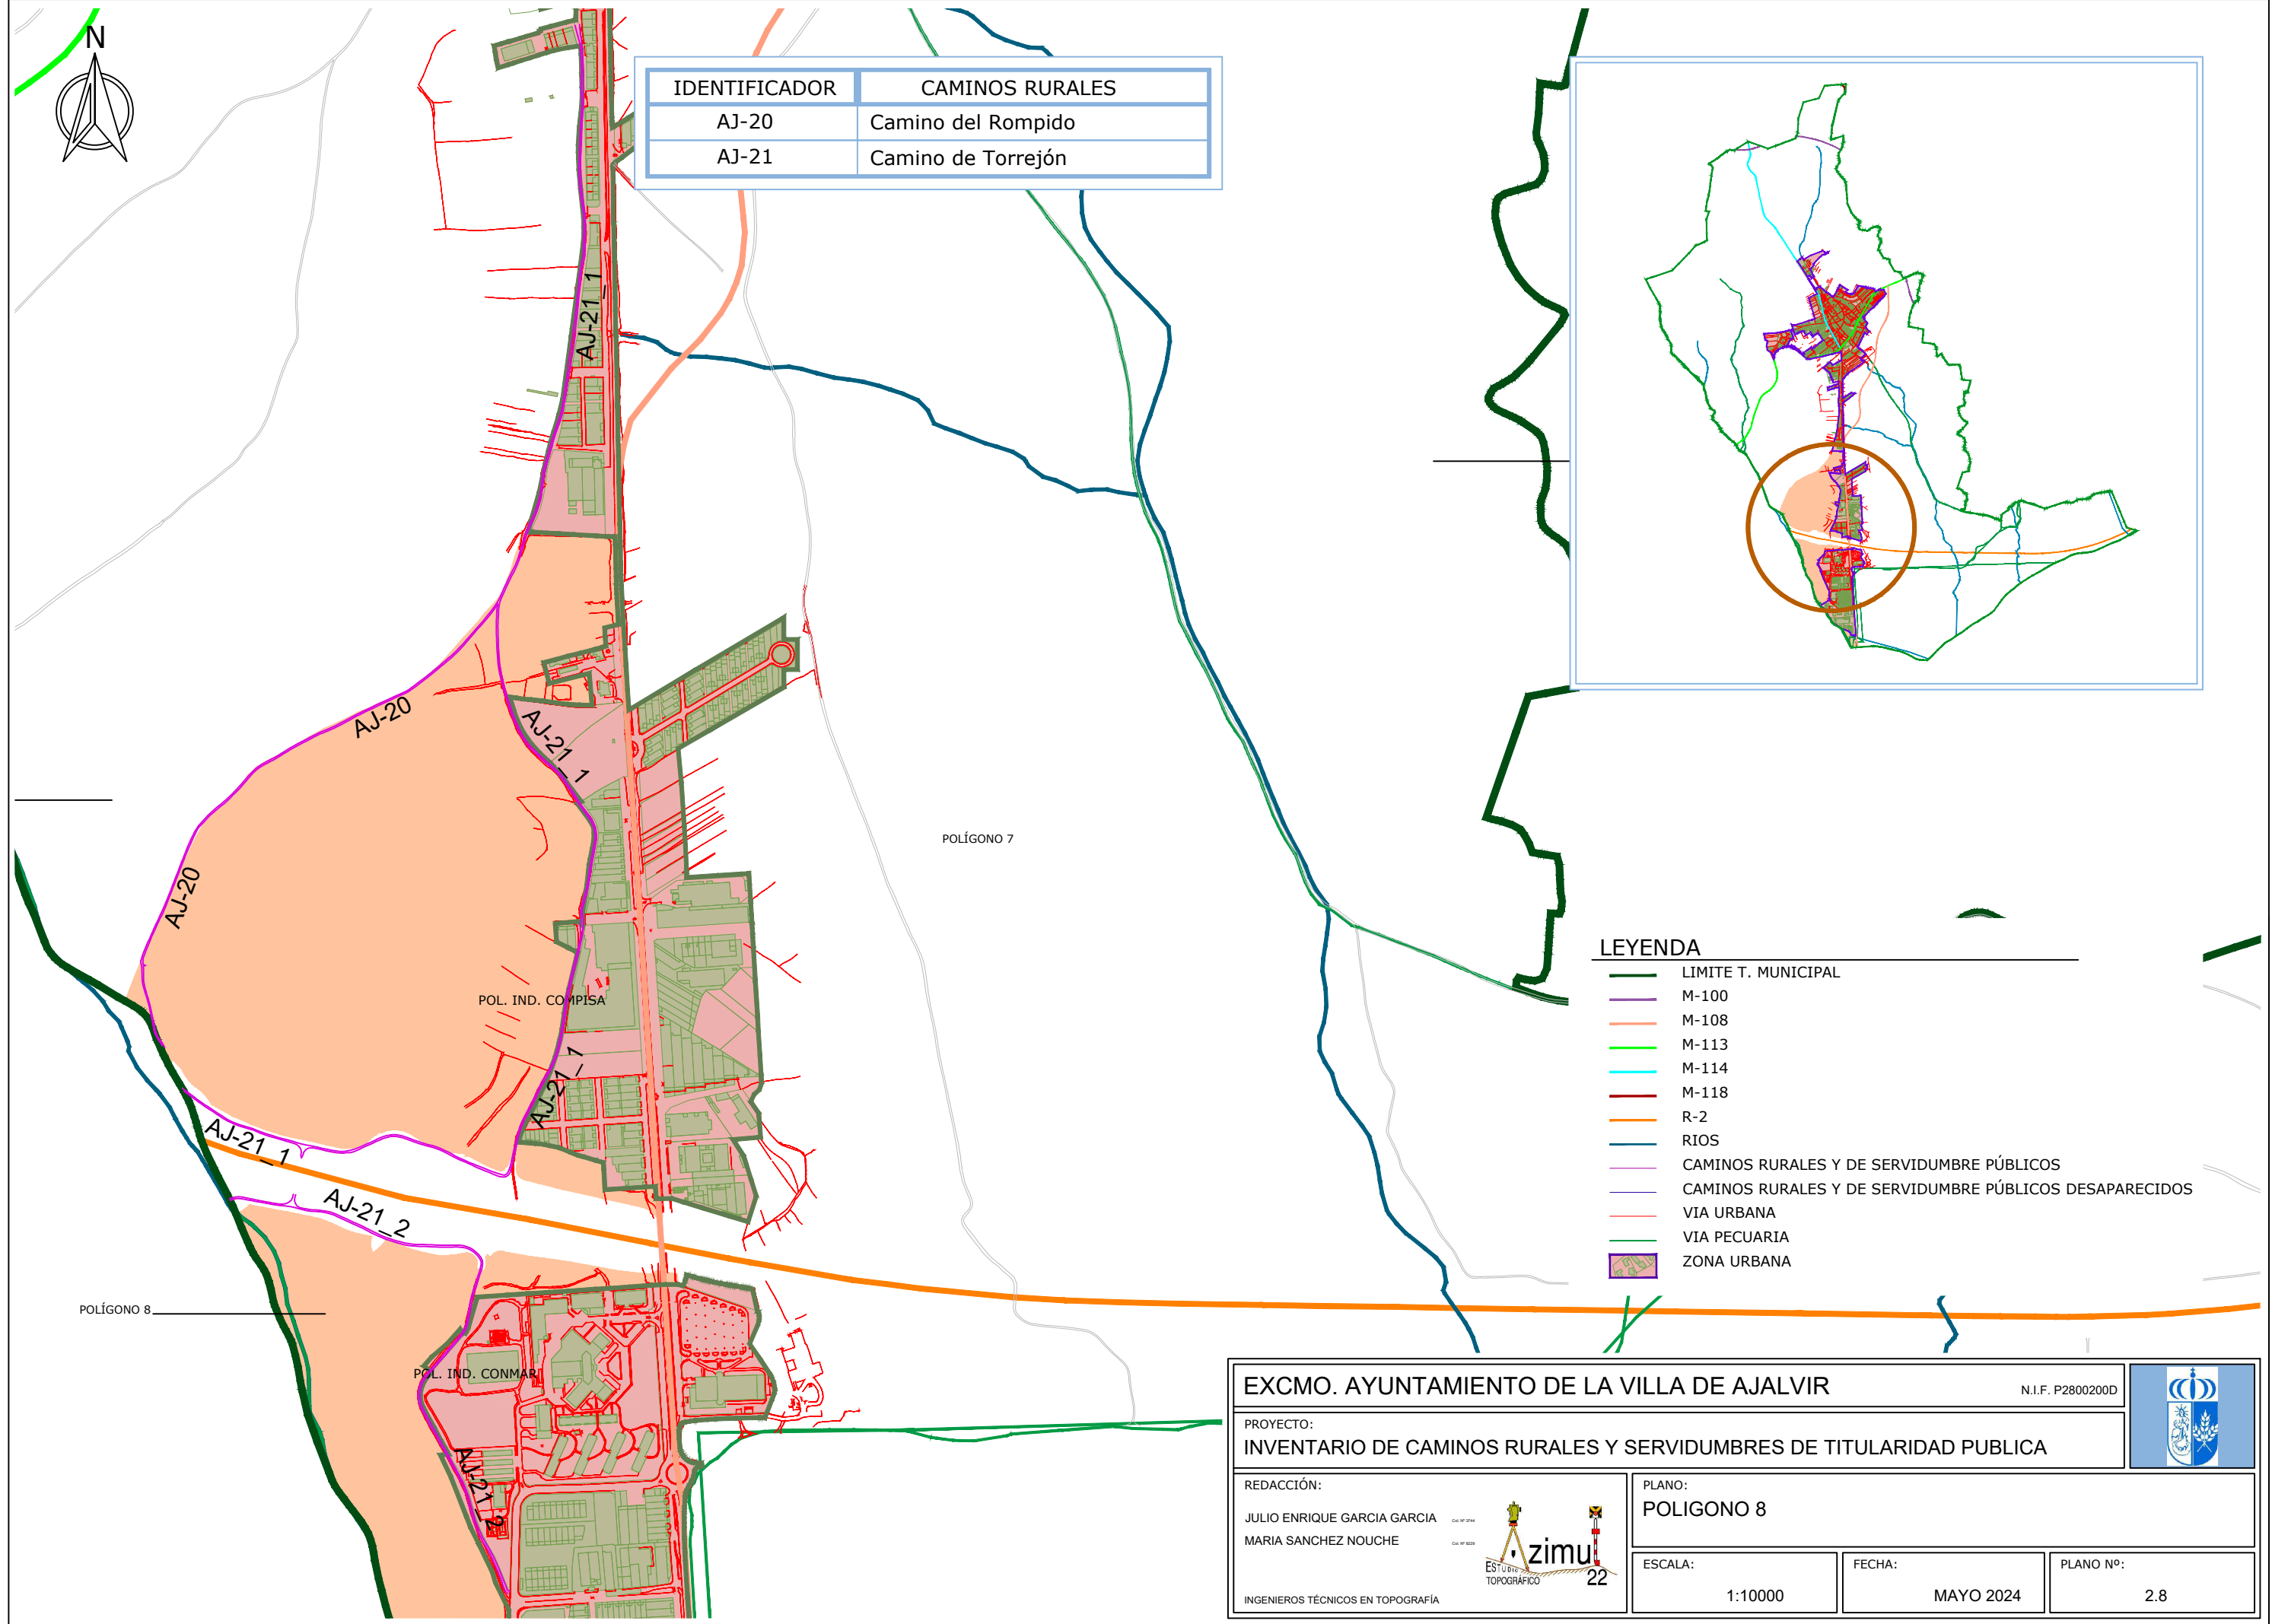 N
IDENTIFICADOR CAMINOS RURALES
AJ-20 Camino del Rompido
AJ-21 Camino de Torrejón
AJ-21_1
AJ-20
AJ-21_1
POLÍGONO 7
AJ-20
POL. IND. COMPISA
AJ-21_1
AJ-21_1
AJ-21_2
POLÍGONO 8
POL. IND. CONMAR
AJ-21_2
LEYENDA
LIMITE T. MUNICIPAL
M-100
M-108
M-113
M-114
M-118
R-2
RIOS
CAMINOS RURALES Y DE SERVIDUMBRE PÚBLICOS
CAMINOS RURALES Y DE SERVIDUMBRE PÚBLICOS DESAPARECIDOS
VIA URBANA
VIA PECUARIA
ZONA URBANA
EXCMO. AYUNTAMIENTO DE LA VILLA DE AJALVIR N.I.F. P2800200D
PROYECTO:
INVENTARIO DE CAMINOS RURALES Y SERVIDUMBRES DE TITULARIDAD PUBLICA
REDACCIÓN:
JULIO ENRIQUE GARCIA GARCIA
MARIA SANCHEZ NOUCHE
Azimut
ESTUDIO
TOPOGRÁFICO 22
INGENIEROS TÉCNICOS EN TOPOGRAFÍA
PLANO:
POLIGONO 8
ESCALA:
1:10000
FECHA:
MAYO 2024
PLANO Nº:
2.8